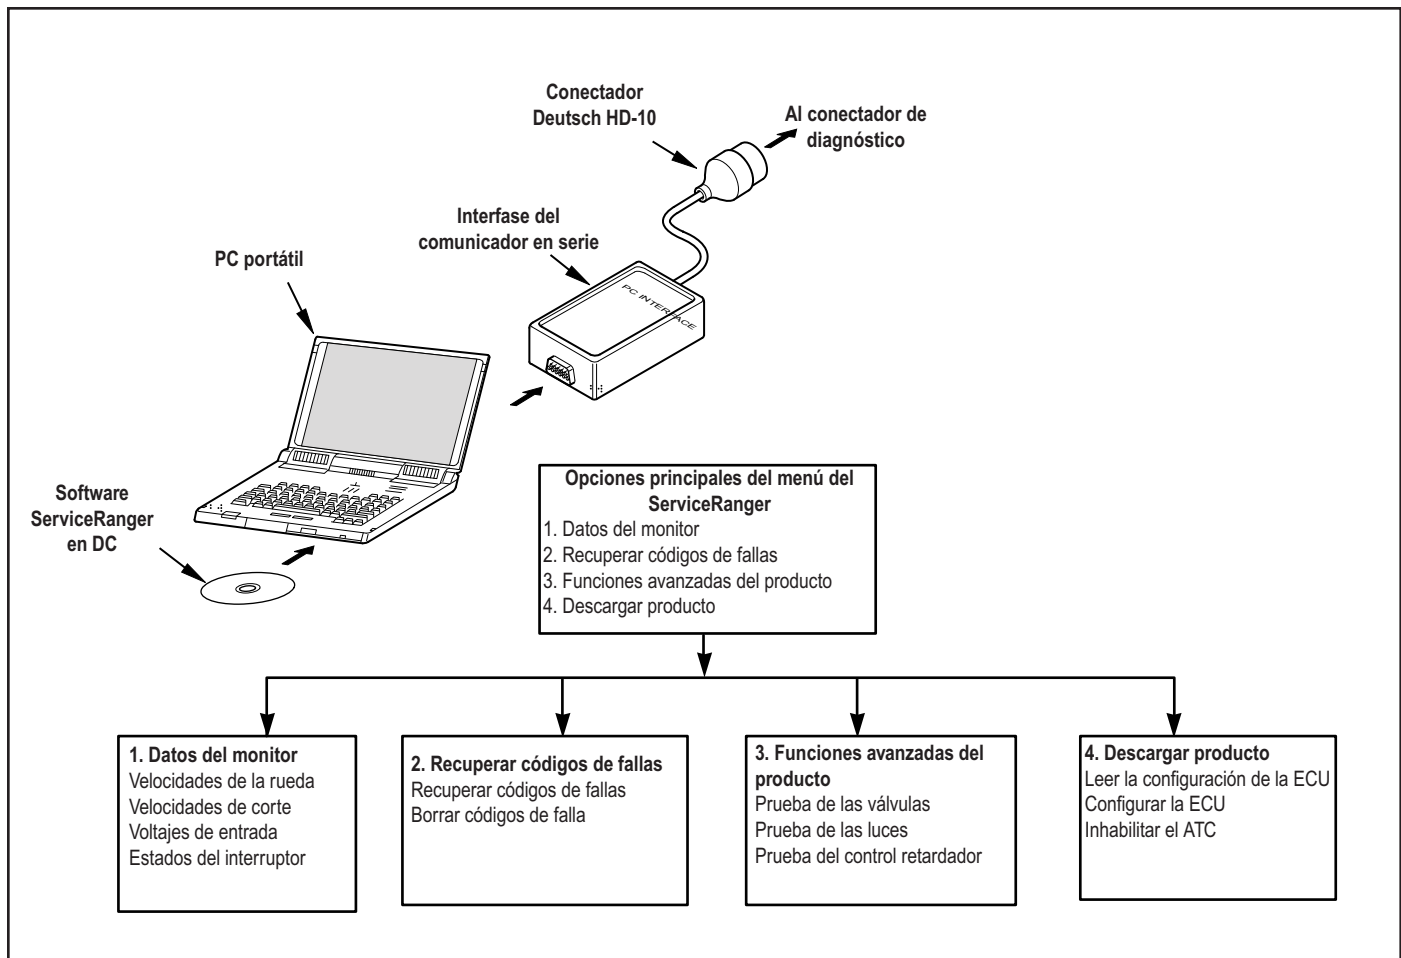 Conectador
Deutsch HD-10
Al conectador de
diagnóstico
Interfase del
comunicador en serie
PC portátil
PC INTERFACE
Software
ServiceRanger
en DC
Opciones principales del menú del
ServiceRanger
1. Datos del monitor
2. Recuperar códigos de fallas
3. Funciones avanzadas del producto
4. Descargar producto
1. Datos del monitor
Velocidades de la rueda
Velocidades de corte
Voltajes de entrada
Estados del interruptor
2. Recuperar códigos de fallas
Recuperar códigos de fallas
Borrar códigos de falla
3. Funciones avanzadas del
producto
Prueba de las válvulas
Prueba de las luces
Prueba del control retardador
4. Descargar producto
Leer la configuración de la ECU
Configurar la ECU
Inhabilitar el ATC